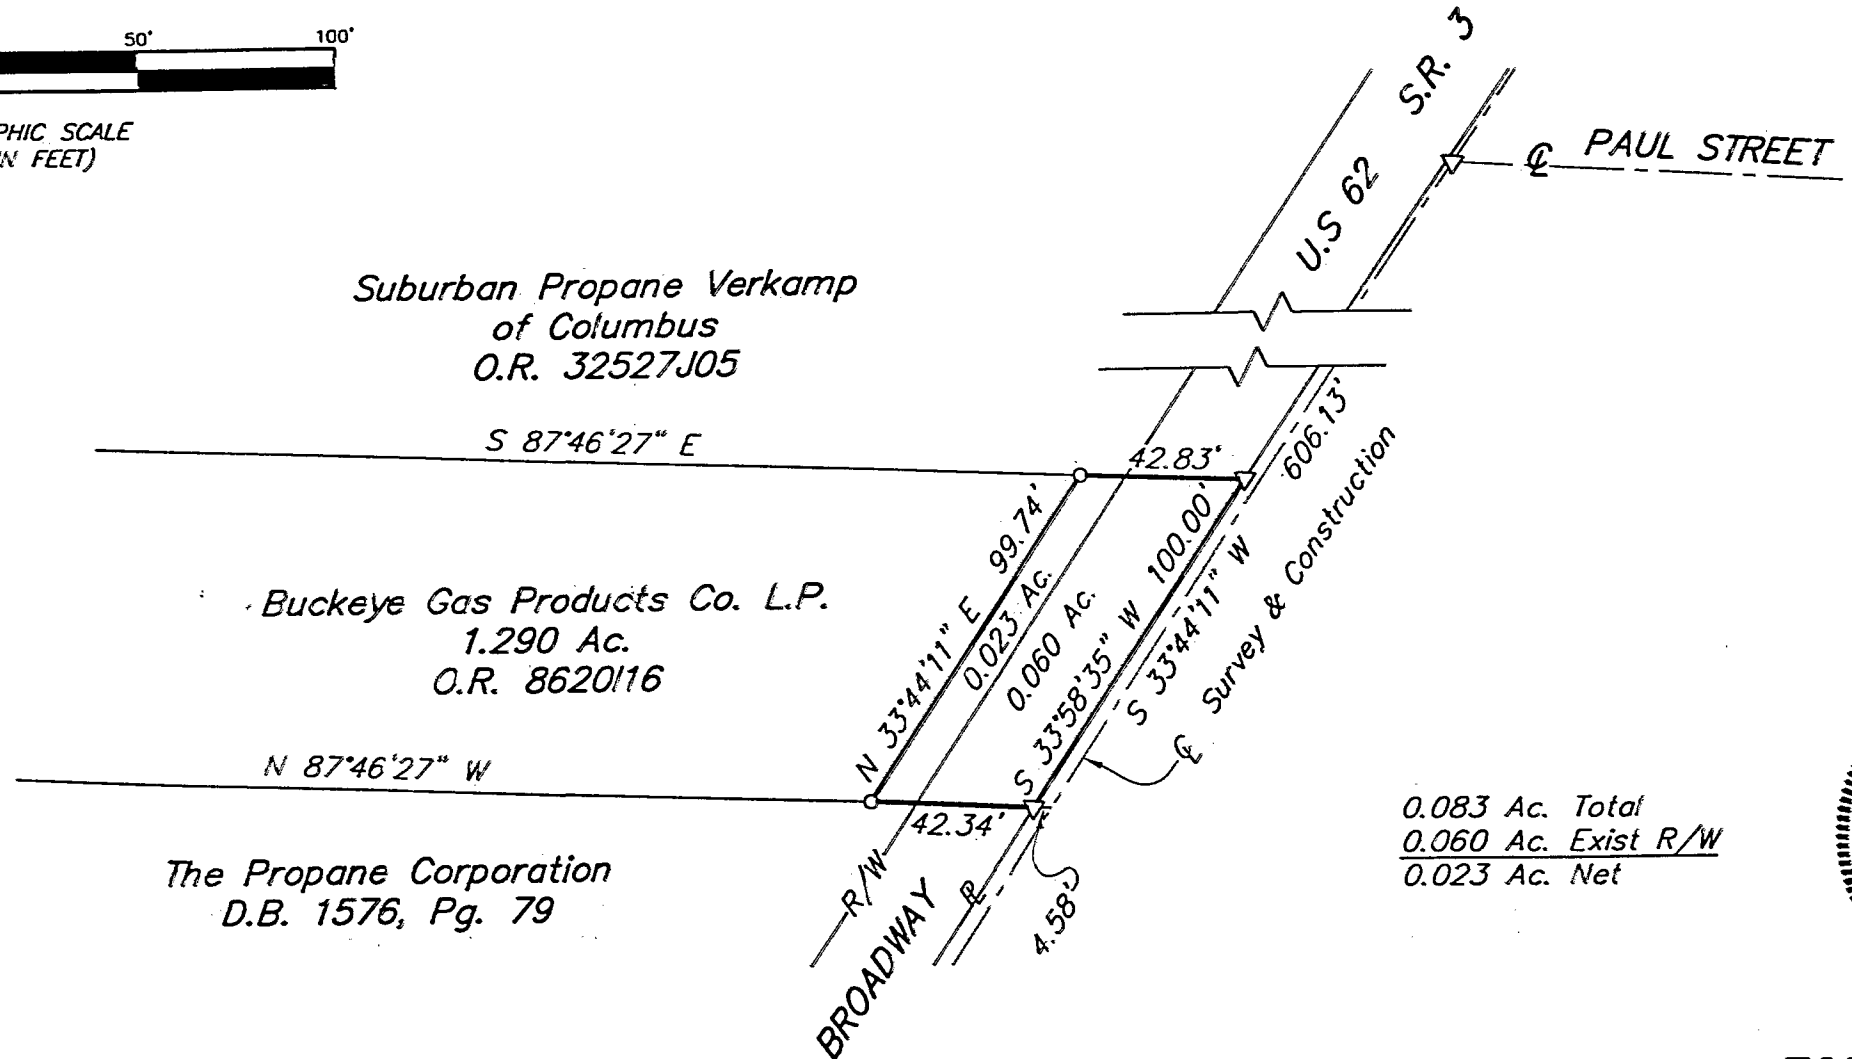 50' 100'
PHIC SCALE
IN FEET)
S.R. 3
U.S 62
℄ PAUL STREET
Suburban Propane Verkamp
of Columbus
O.R. 32527J05
S 87°46'27" E
42.83'
606.13'
Survey & Construction
℄
S 33°44'11" W
S 33°58'35" W 100.00'
N 33°44'11" E 99.74'
0.023 Ac.
0.060 Ac.
Buckeye Gas Products Co. L.P.
1.290 Ac.
O.R. 8620I16
N 87°46'27" W
42.34'
The Propane Corporation
D.B. 1576, Pg. 79
R/W
BROADWAY
PL
4.58'
0.083 Ac. Total
0.060 Ac. Exist R/W
0.023 Ac. Net